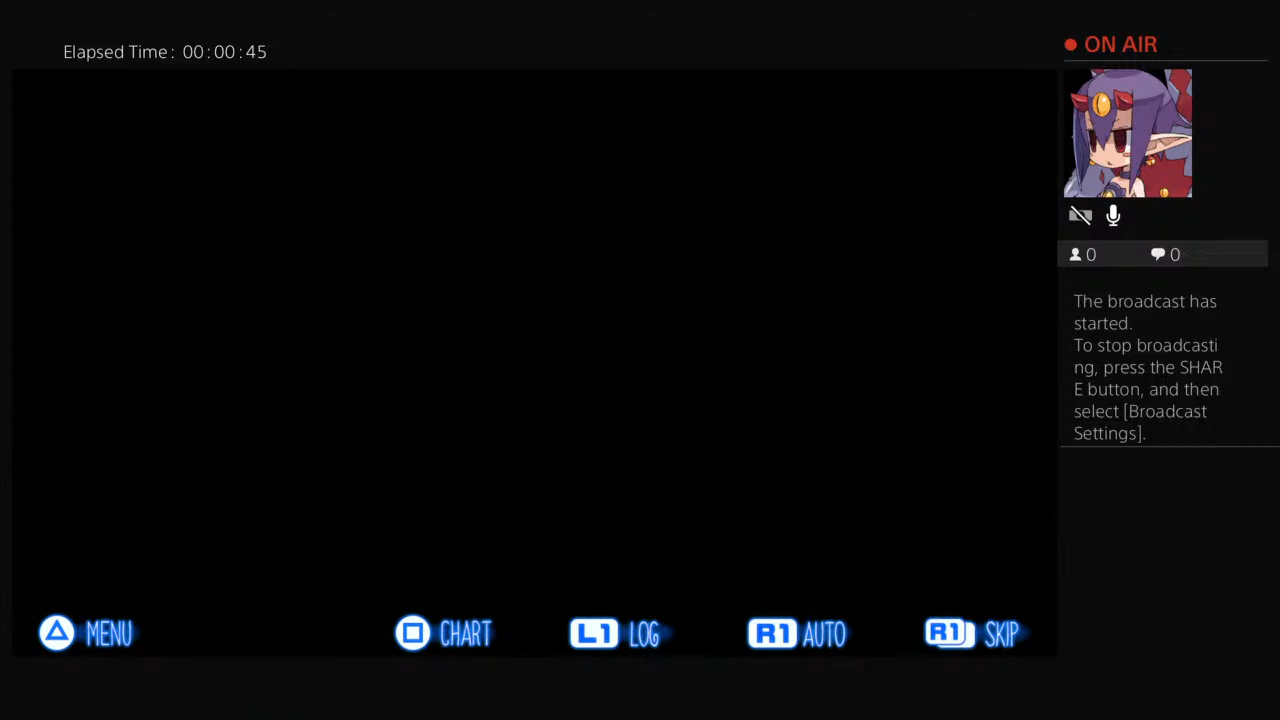 Elapsed Time: 00:00:45
ON AIR
0 0
The broadcast has
started.
To stop broadcasti
ng, press the SHAR
E button, and then
select [Broadcast
Settings].
MENU CHART L1 LOG R1 AUTO R1 SKIP